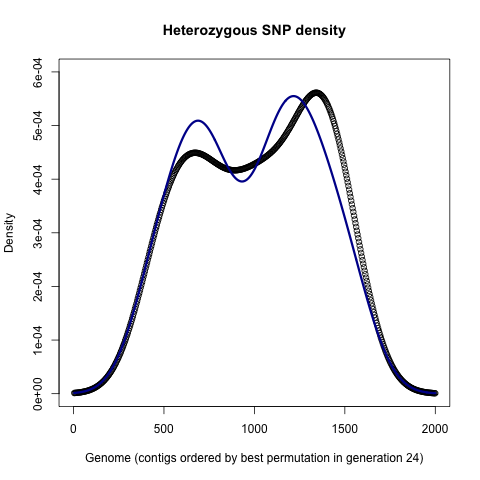 Heterozygous SNP density
6e-04
5e-04
4e-04
3e-04
2e-04
1e-04
0e+00
Density
0 500 1000 1500 2000
Genome (contigs ordered by best permutation in generation 24)